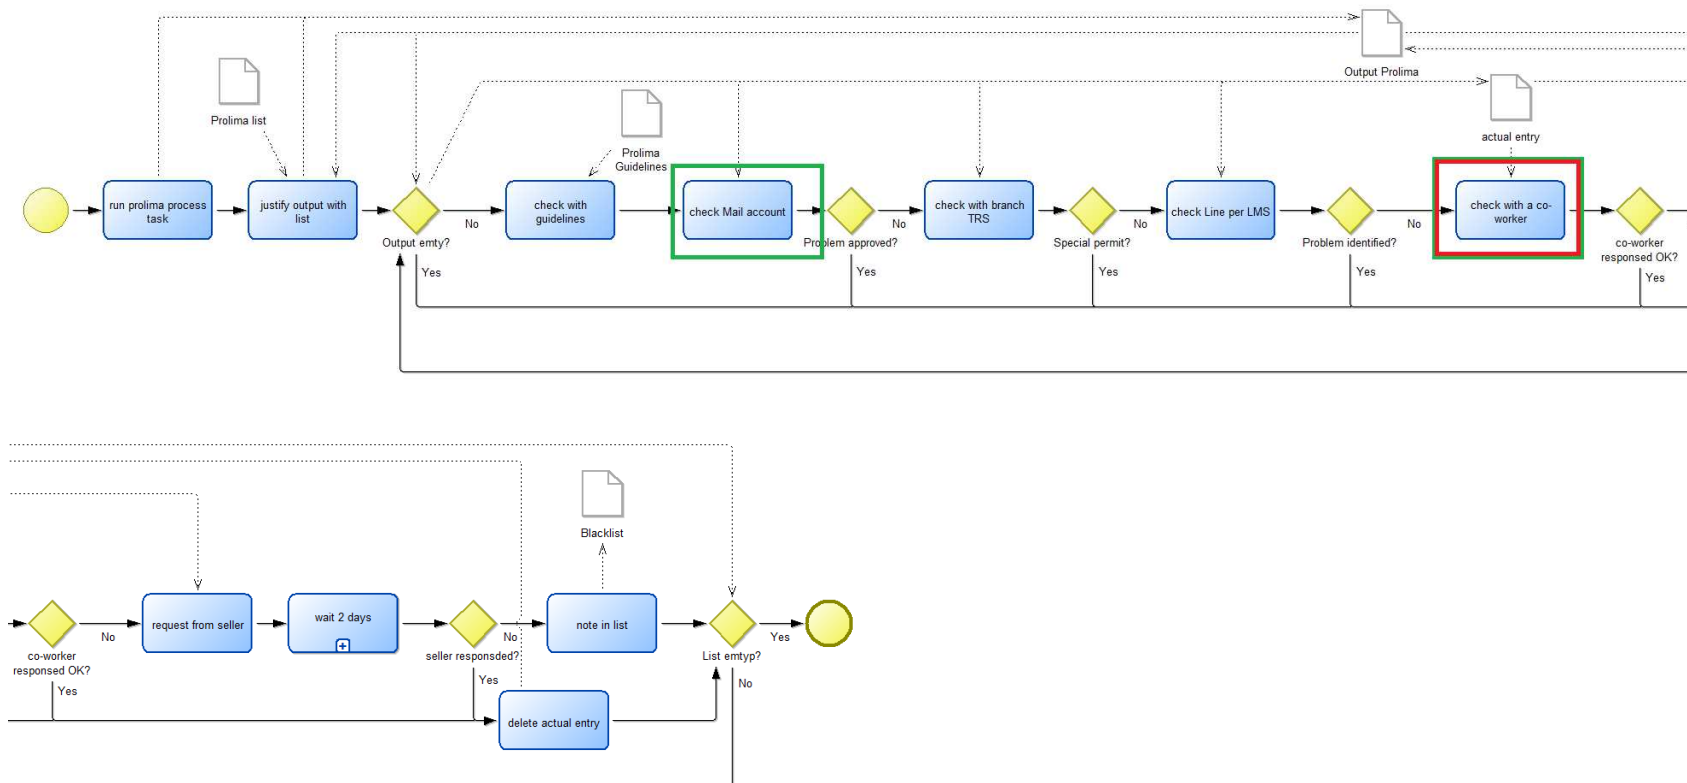 Output Prolima
Prolima list
Prolima
Guidelines
actual entry
run prolima process
task
justify output with
list
Output emty?
No
Yes
check with
guidelines
check Mail account
Problem approved?
No
Yes
check with branch
TRS
Special permit?
No
Yes
check Line per LMS
Problem identified?
No
Yes
check with a co-
worker
co-worker
responsed OK?
Yes
Blacklist
co-worker
responsed OK?
No
Yes
request from seller
wait 2 days
seller responsded?
No
Yes
note in list
List emtyp?
Yes
No
delete actual entry